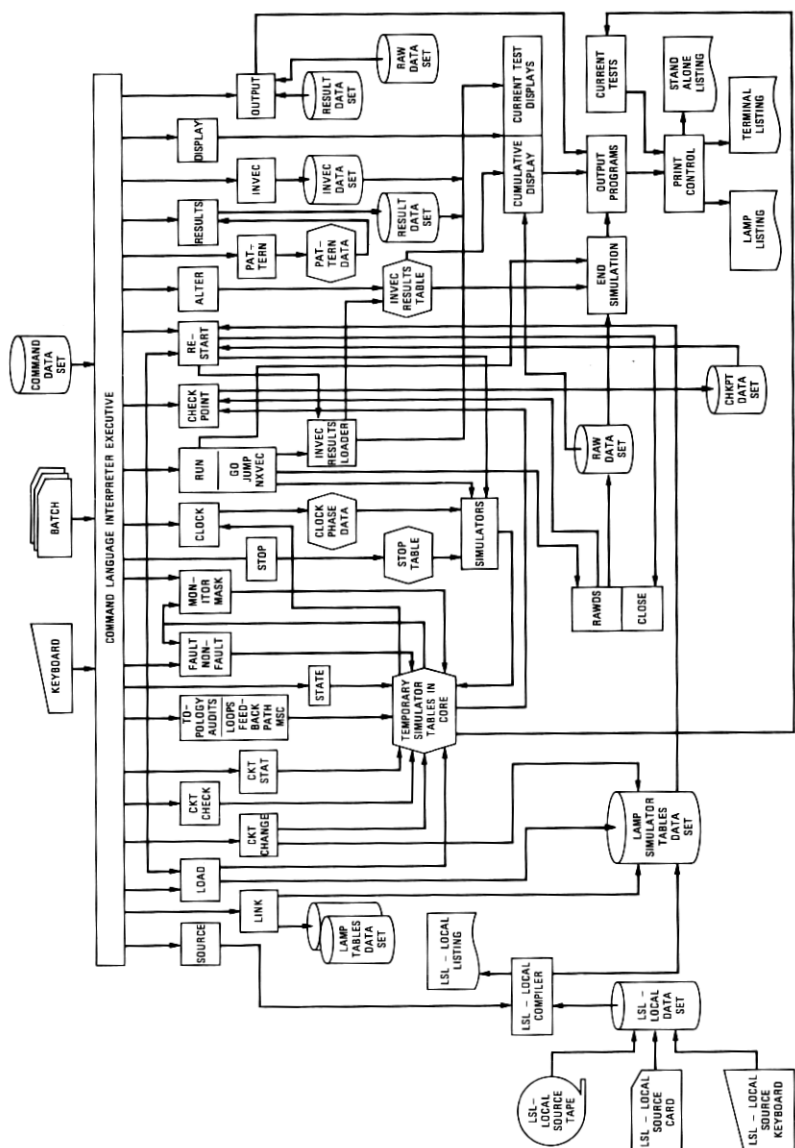 KEYBOARD
BATCH
COMMAND
DATA
SET
COMMAND LANGUAGE INTERPRETER EXECUTIVE
SOURCE
LINK
LOAD
CKT
CHANGE
CKT
CHECK
CKT
STAT
TO-
POLOGY
AUDITS
LOOPS
FEED-
BACK
PATH
MSC
STATE
FAULT
NON-
FAULT
MON-
ITOR
MASK
STOP
CLOCK
RUN
GO
JUMP
NXVEC
CHECK
POINT
RE-
START
ALTER
PAT-
TERN
RESULTS
INVEC
DISPLAY
OUTPUT
LAMP
TABLES
DATA
SET
STOP
TABLE
CLOCK
PHASE
DATA
INVEC
RESULTS
LOADER
PAT-
TERN
DATA
INVEC
DATA
SET
RESULT
DATA
SET
RESULT
DATA
SET
RAW
DATA
SET
SIMULATORS
INVEC
RESULTS
TABLE
TEMPORARY
SIMULATOR
TABLES IN
CORE
CUMULATIVE
DISPLAY
CURRENT TEST
DISPLAYS
LSL – LOCAL
LISTING
LSL – LOCAL
COMPILER
LSL – LOCAL
DATA
SET
LSL–
LOCAL
SOURCE
TAPE
LSL – LOCAL
SOURCE
CARD
LSL – LOCAL
SOURCE
KEYBOARD
LAMP
SIMULATOR
TABLES
DATA
SET
RAWDS
CLOSE
RAW
DATA
SET
CHKPT
DATA
SET
END
SIMULATION
OUTPUT
PROGRAMS
CURRENT
TESTS
PRINT
CONTROL
STAND
ALONE
LISTING
LAMP
LISTING
TERMINAL
LISTING